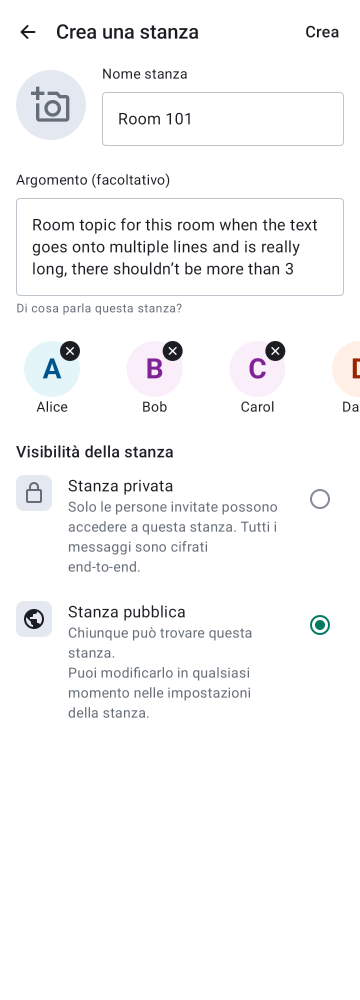 Crea una stanza
Crea
Nome stanza
Room 101
Argomento (facoltativo)
Room topic for this room when the text
goes onto multiple lines and is really
long, there shouldn't be more than 3
Di cosa parla questa stanza?
A
B
C
D
Alice
Bob
Carol
Da
Visibilità della stanza
Stanza privata
Solo le persone invitate possono
accedere a questa stanza. Tutti i
messaggi sono cifrati
end-to-end.
Stanza pubblica
Chiunque può trovare questa
stanza.
Puoi modificarlo in qualsiasi
momento nelle impostazioni
della stanza.